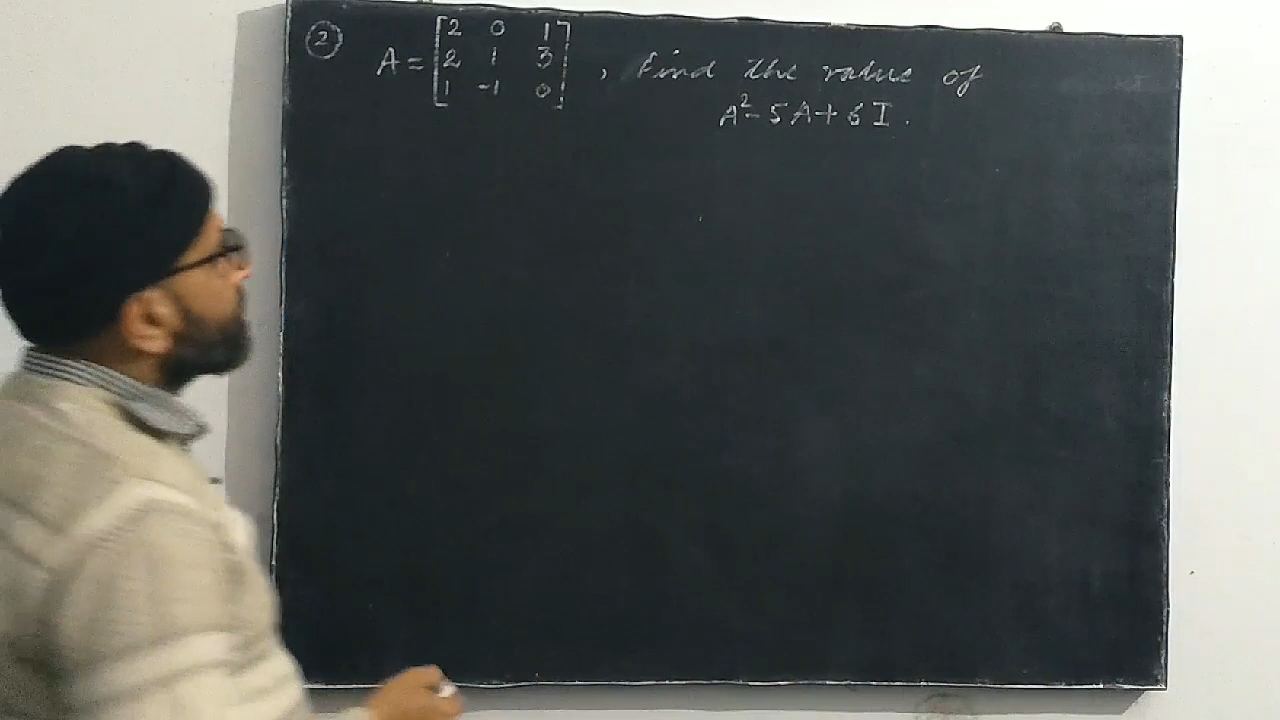 ② A = [2 0 1
2 1 3
1 -1 0] , Find the value of
A² - 5A + 6I.